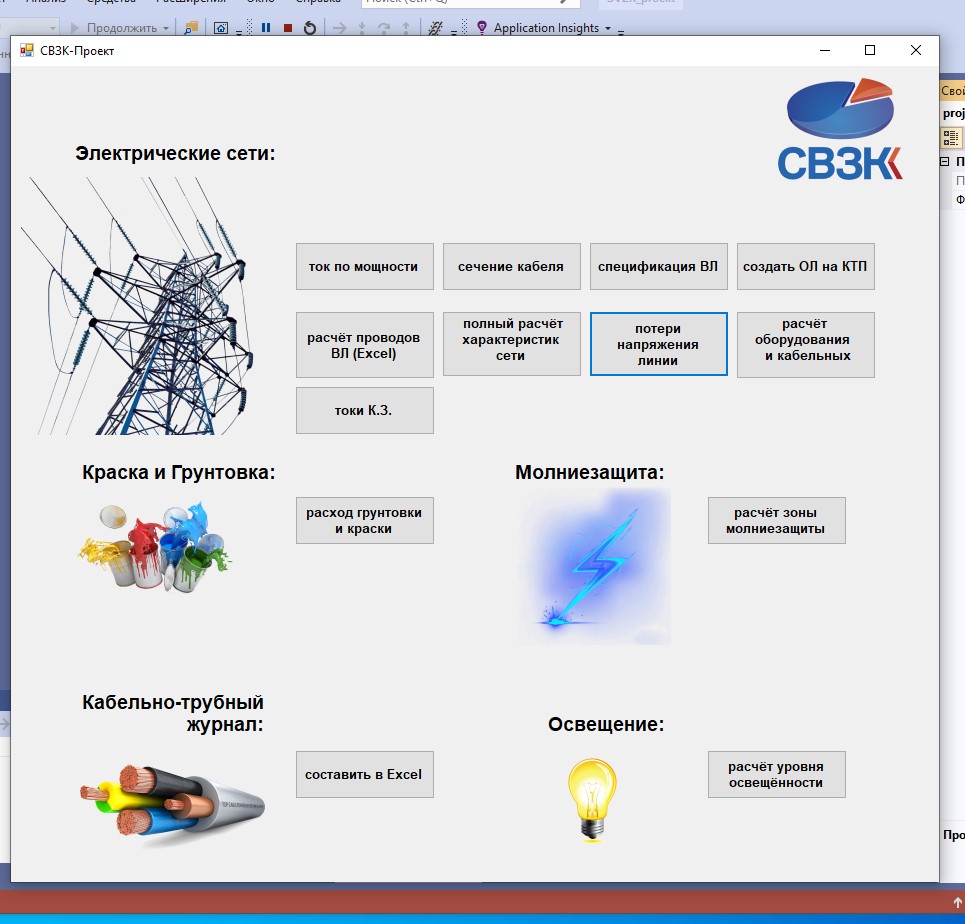 Анализ Средства Расширения Окно Справка Поиск (Ctrl+Q) SVZK_proekt
Продолжить Application Insights
СВЗК-Проект
Свой
proj
СВЗК
Электрические сети:
ток по мощности
сечение кабеля
спецификация ВЛ
создать ОЛ на КТП
расчёт проводов
ВЛ (Excel)
полный расчёт
характеристик
сети
потери
напряжения
линии
расчёт
оборудования
и кабельных
токи К.З.
Краска и Грунтовка:
расход грунтовки
и краски
Молниезащита:
расчёт зоны
молниезащиты
Кабельно-трубный
журнал:
составить в Excel
Освещение:
расчёт уровня
освещённости
Про